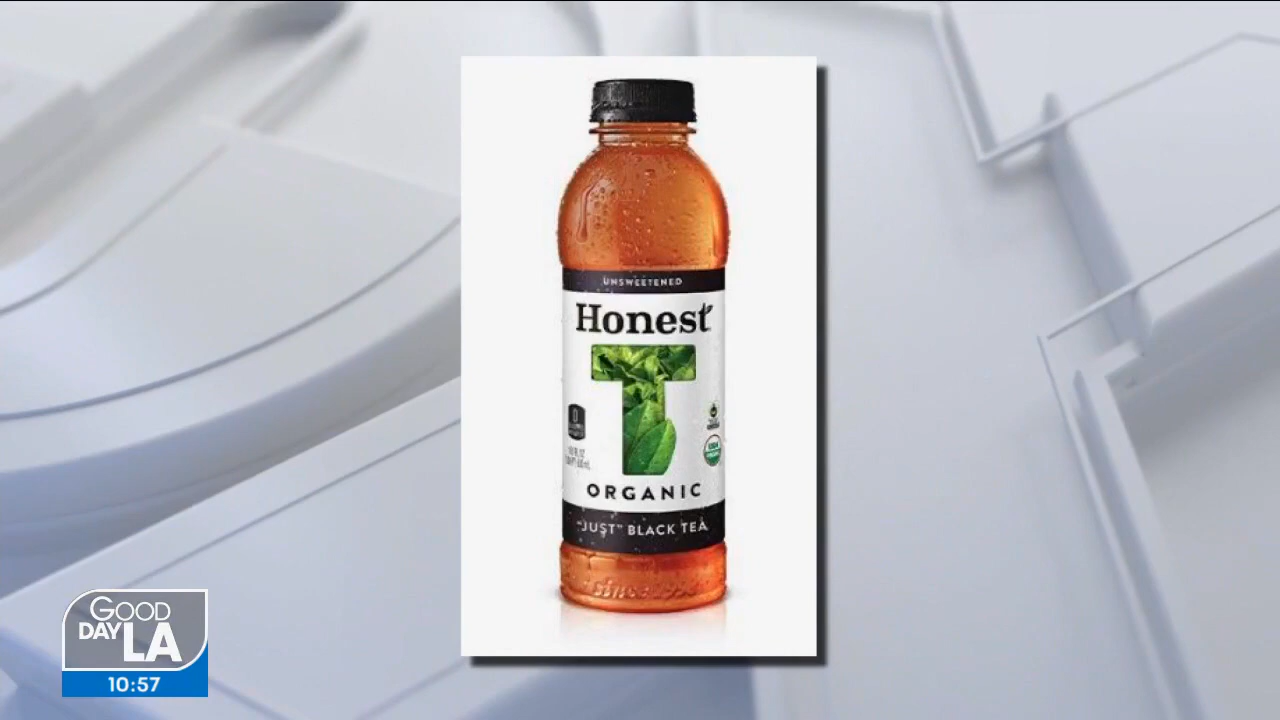 UNSWEETENED
Honest
T
ORGANIC
"JUST" BLACK TEA
GOOD
DAY LA
10:57